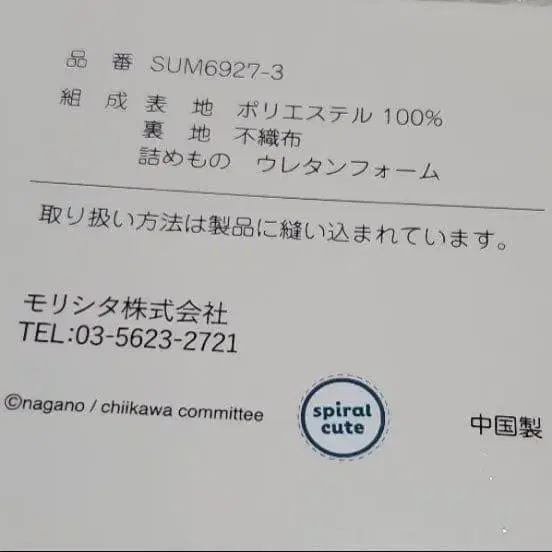 品 番 SUM6927-3
組 成 表 地 ポリエステル 100%
裏 地 不織布
詰めもの ウレタンフォーム
取り扱い方法は製品に縫い込まれています。
モリシタ株式会社
TEL:03-5623-2721
©nagano / chiikawa committee
spiral
cute
中国製